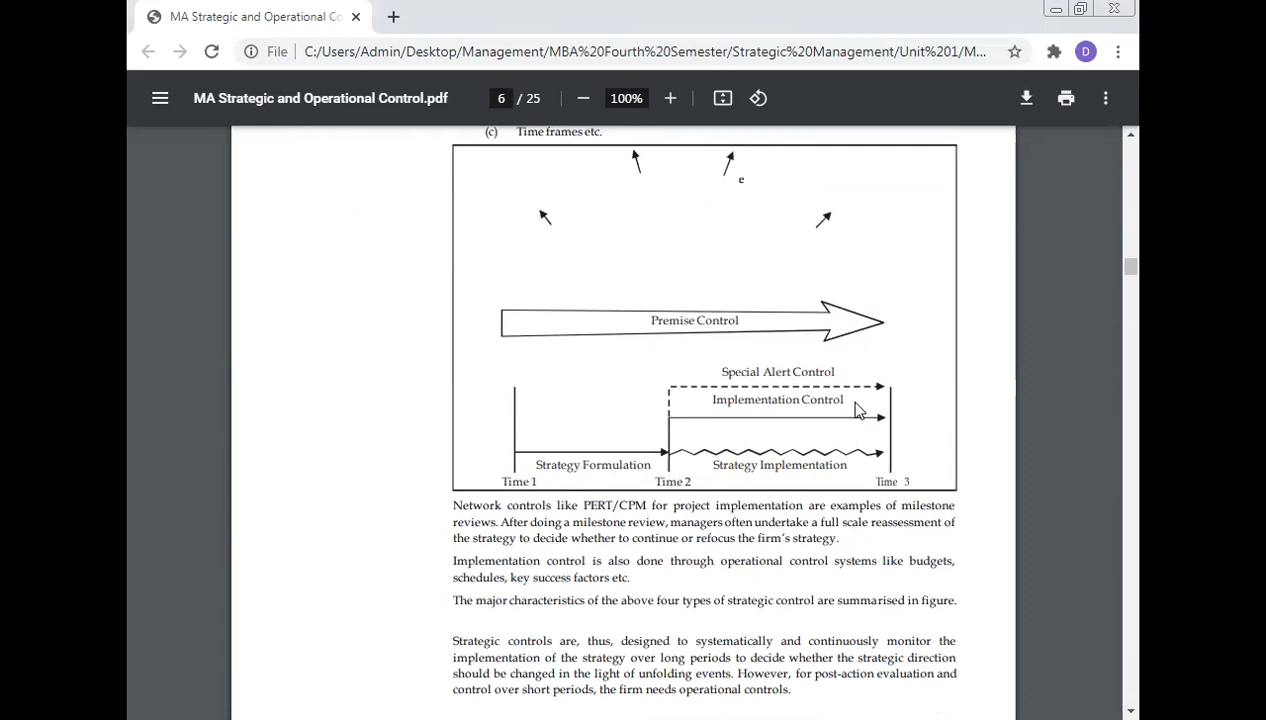 MA Strategic and Operational Co
File
C:/Users/Admin/Desktop/Management/MBA%20Fourth%20Semester/Strategic%20Management/Unit%201/M...
D
MA Strategic and Operational Control.pdf
6 / 25
100%
(c) Time frames etc.
e
Premise Control
Special Alert Control
Implementation Control
Strategy Formulation
Strategy Implementation
Time 1
Time 2
Time 3
Network controls like PERT/CPM for project implementation are examples of milestone
reviews. After doing a milestone review, managers often undertake a full scale reassessment of
the strategy to decide whether to continue or refocus the firm's strategy.
Implementation control is also done through operational control systems like budgets,
schedules, key success factors etc.
The major characteristics of the above four types of strategic control are summarised in figure.
Strategic controls are, thus, designed to systematically and continuously monitor the
implementation of the strategy over long periods to decide whether the strategic direction
should be changed in the light of unfolding events. However, for post-action evaluation and
control over short periods, the firm needs operational controls.